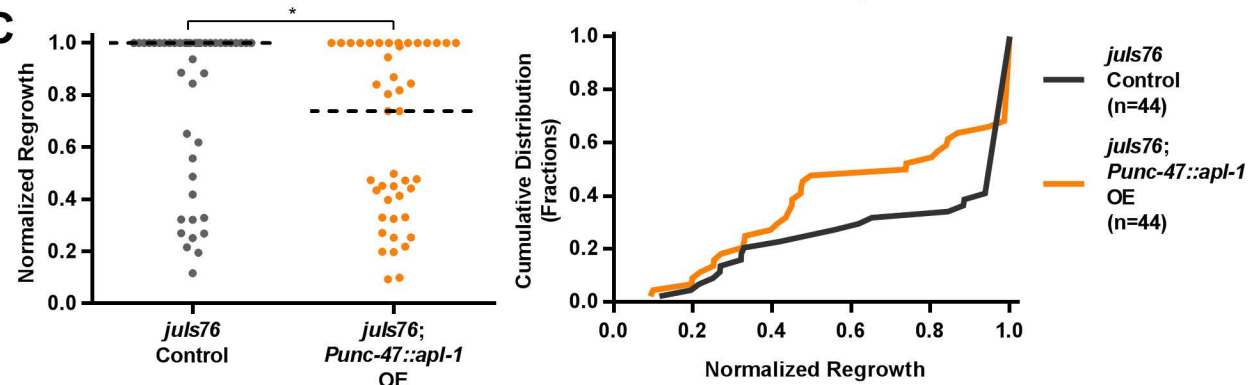 C
*
Normalized Regrowth
1.0
0.8
0.6
0.4
0.2
0.0
juIs76
Control
juIs76;
Punc-47::apl-1
OE
Cumulative Distribution
(Fractions)
1.0
0.8
0.6
0.4
0.2
0.0
0.0 0.2 0.4 0.6 0.8 1.0
Normalized Regrowth
juIs76
Control
(n=44)
juIs76;
Punc-47::apl-1
OE
(n=44)